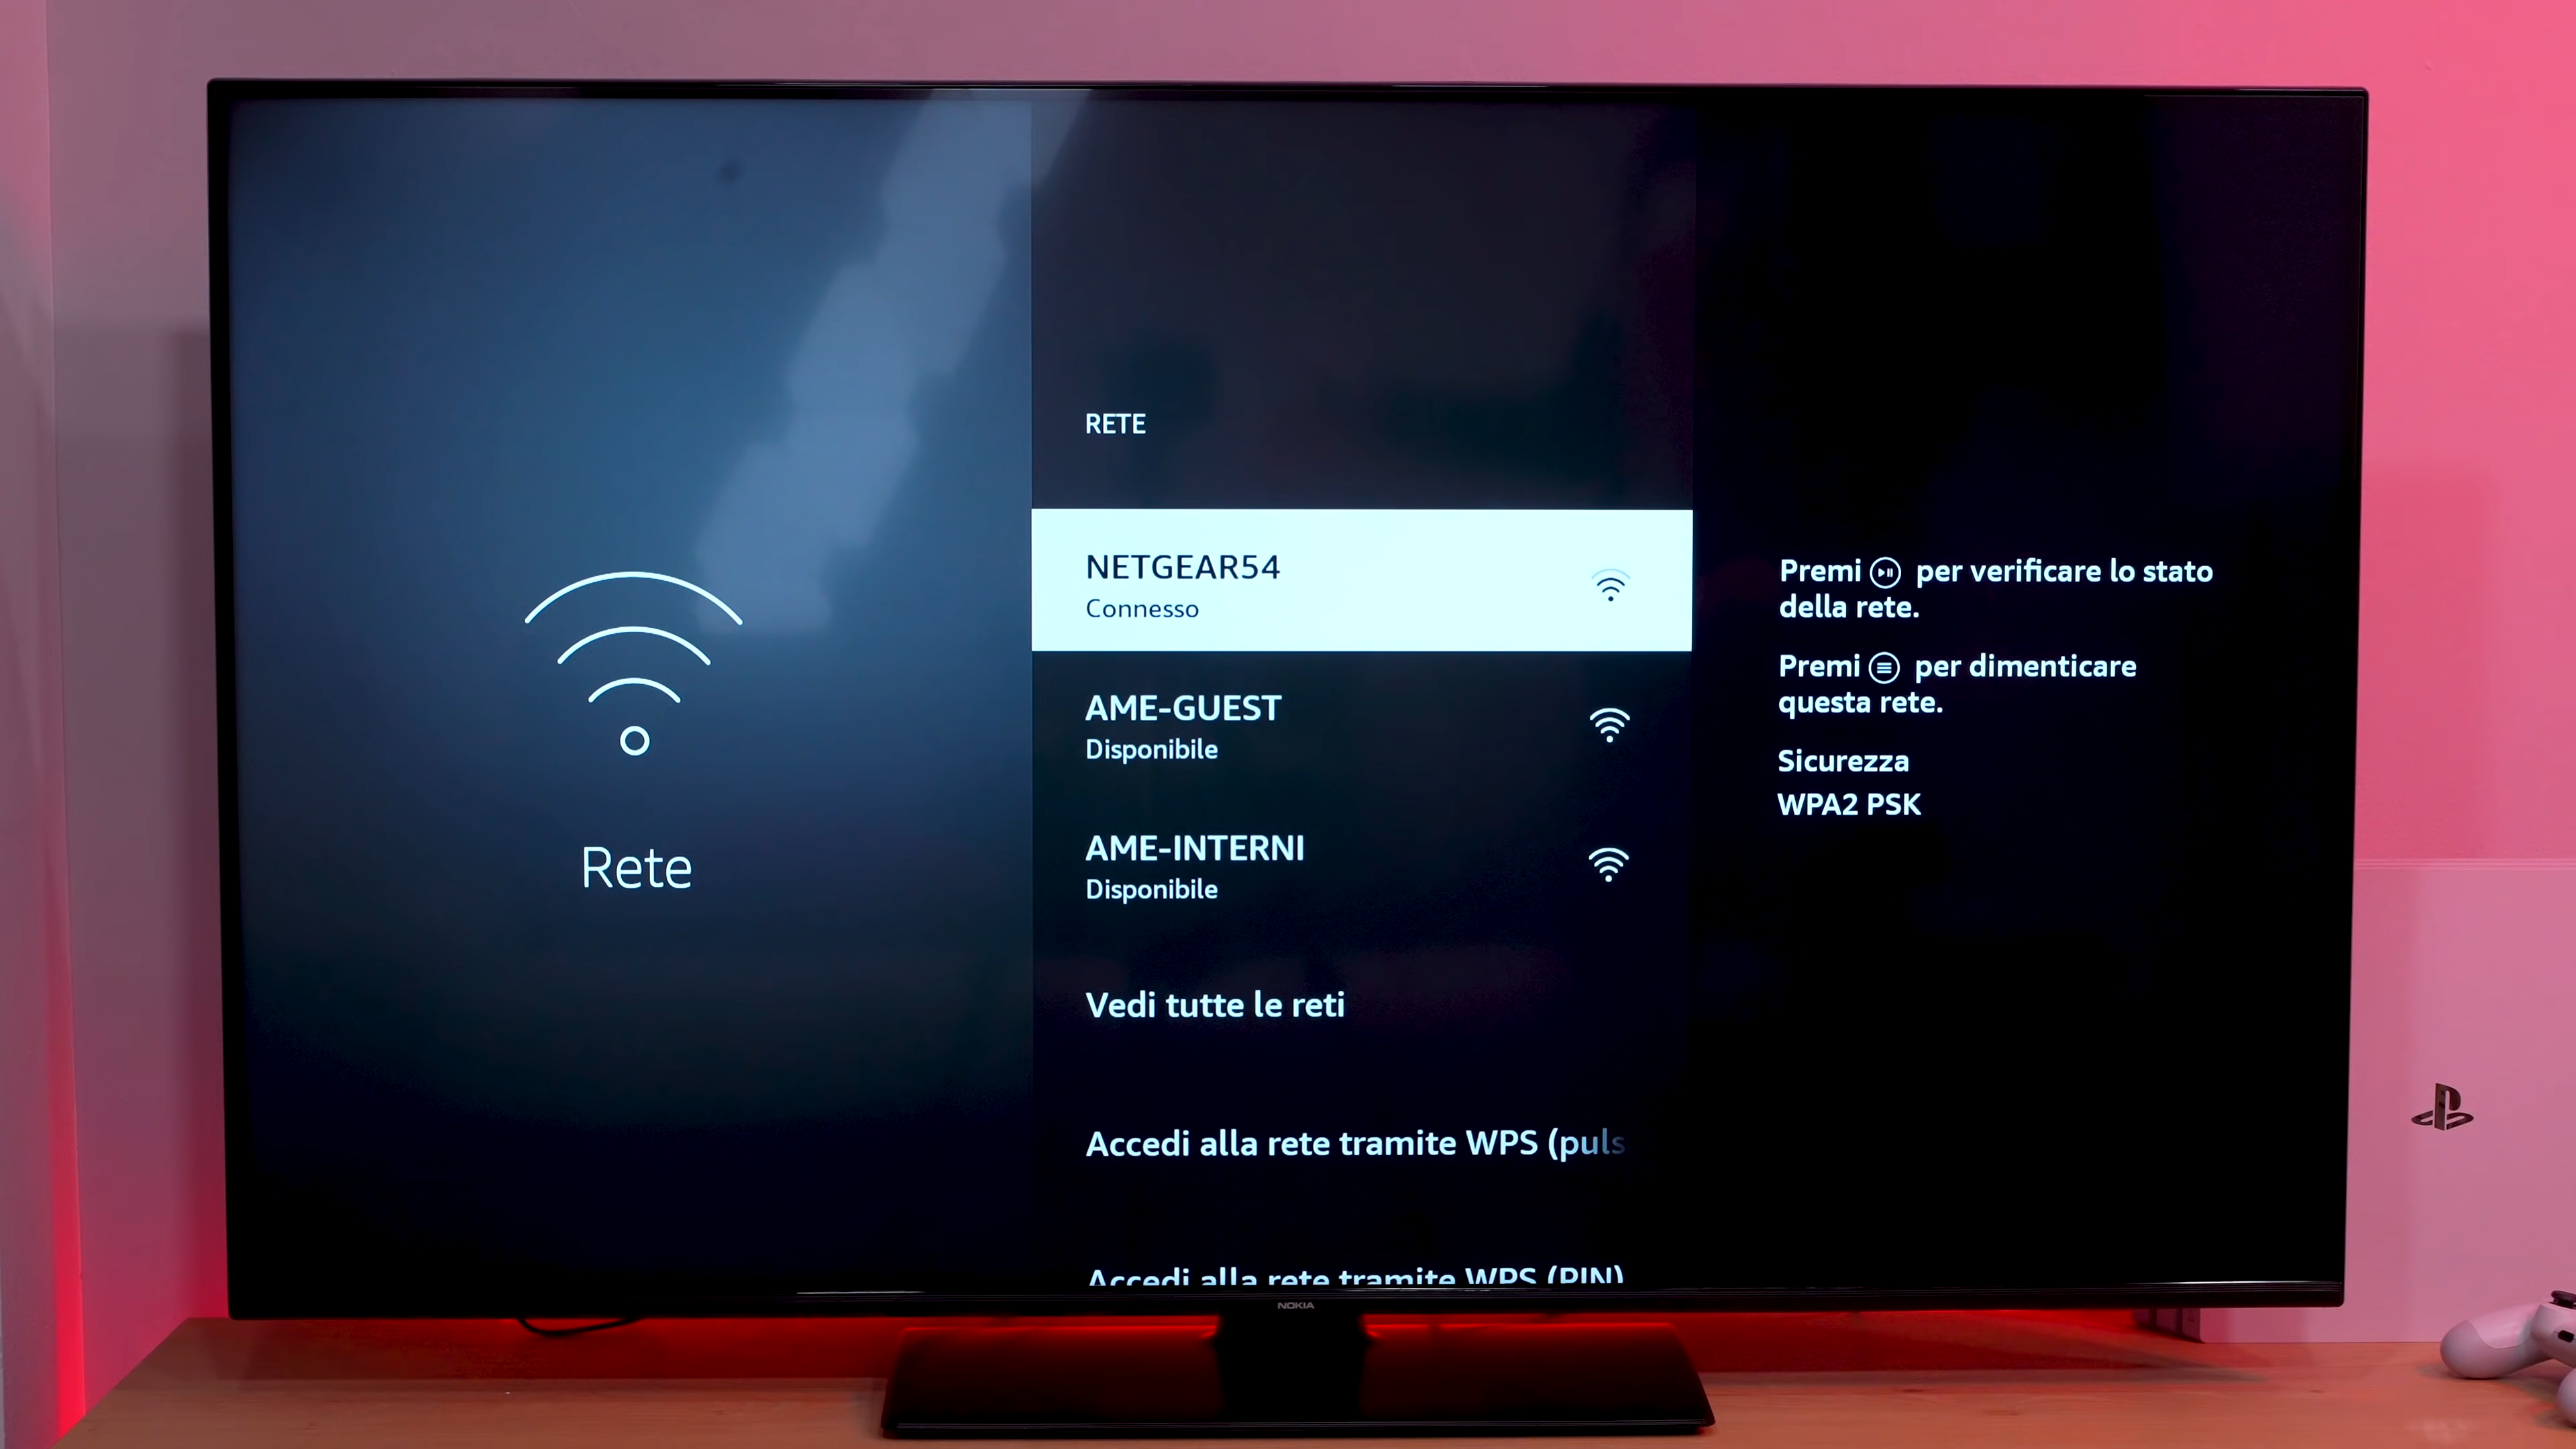 Rete
RETE
NETGEAR54
Connesso
AME-GUEST
Disponibile
AME-INTERNI
Disponibile
Vedi tutte le reti
Accedi alla rete tramite WPS (puls
Accedi alla rete tramite WPS (PIN)
Premi per verificare lo stato
della rete.
Premi per dimenticare
questa rete.
Sicurezza
WPA2 PSK
NOKIA